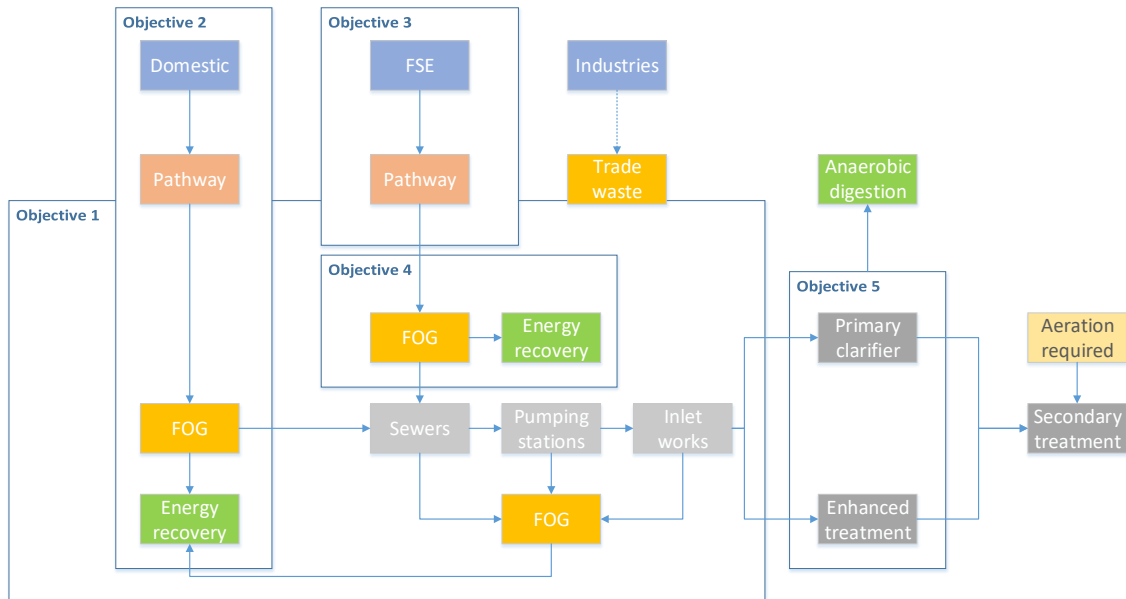 Objective 2
Objective 3
Domestic
FSE
Industries
Pathway
Pathway
Trade
waste
Anaerobic
digestion
Objective 1
Objective 4
Objective 5
FOG
Energy
recovery
Primary
clarifier
Aeration
required
FOG
Sewers
Pumping
stations
Inlet
works
Secondary
treatment
Energy
recovery
FOG
Enhanced
treatment